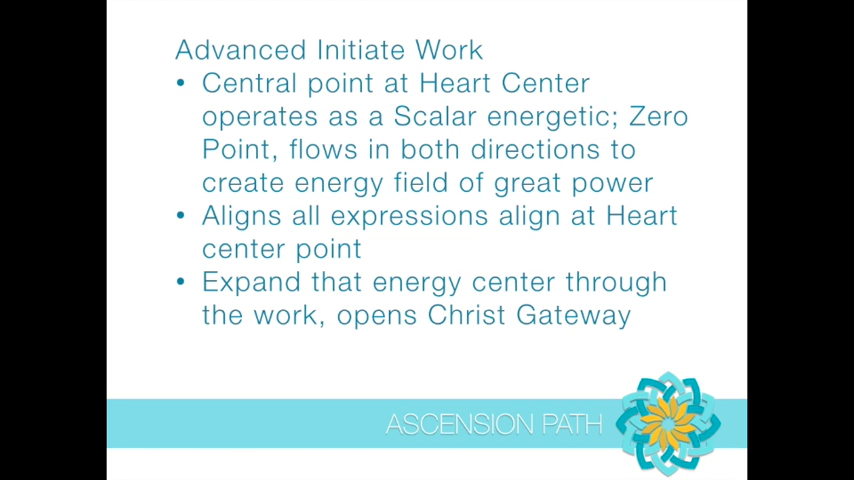 Advanced Initiate Work
• Central point at Heart Center
operates as a Scalar energetic; Zero
Point, flows in both directions to
create energy field of great power
• Aligns all expressions align at Heart
center point
• Expand that energy center through
the work, opens Christ Gateway
ASCENSION PATH